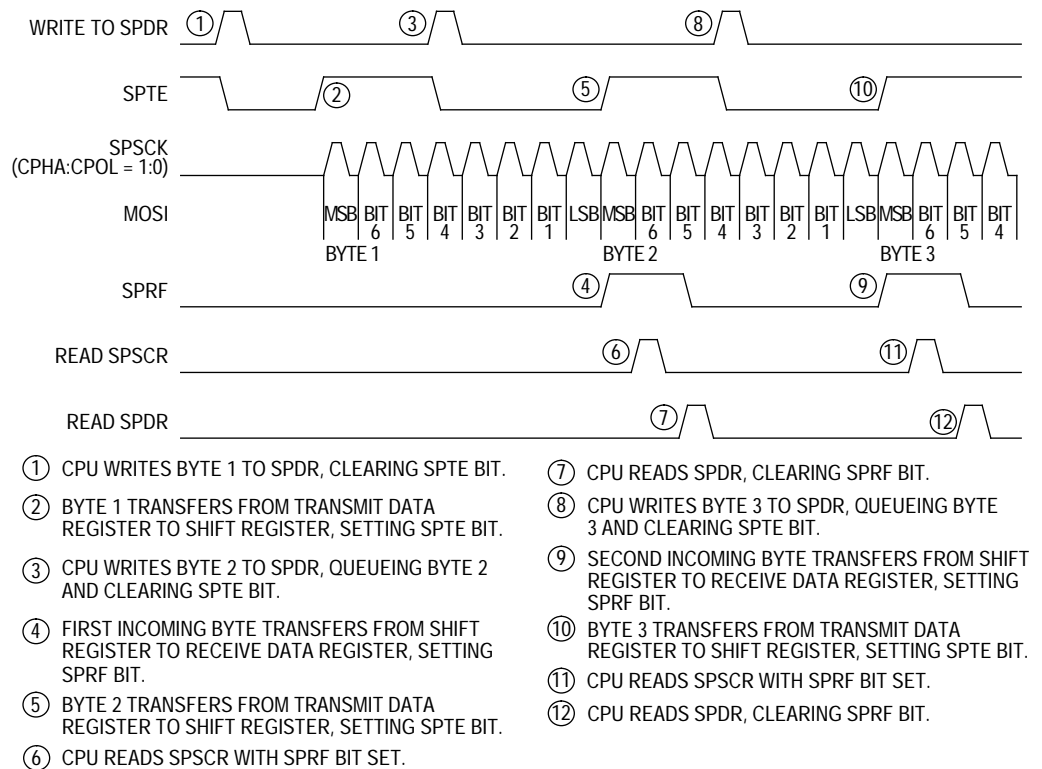 WRITE TO SPDR 1 3 8
SPTE 2 5 10
SPSCK
(CPHA:CPOL = 1:0)
MOSI MSB BIT 6 BIT 5 BIT 4 BIT 3 BIT 2 BIT 1 LSB MSB BIT 6 BIT 5 BIT 4 BIT 3 BIT 2 BIT 1 LSB MSB BIT 6 BIT 5 BIT 4
BYTE 1 BYTE 2 BYTE 3
SPRF 4 9
READ SPSCR 6 11
READ SPDR 7 12
1 CPU WRITES BYTE 1 TO SPDR, CLEARING SPTE BIT.
2 BYTE 1 TRANSFERS FROM TRANSMIT DATA
REGISTER TO SHIFT REGISTER, SETTING SPTE BIT.
3 CPU WRITES BYTE 2 TO SPDR, QUEUEING BYTE 2
AND CLEARING SPTE BIT.
4 FIRST INCOMING BYTE TRANSFERS FROM SHIFT
REGISTER TO RECEIVE DATA REGISTER, SETTING
SPRF BIT.
5 BYTE 2 TRANSFERS FROM TRANSMIT DATA
REGISTER TO SHIFT REGISTER, SETTING SPTE BIT.
6 CPU READS SPSCR WITH SPRF BIT SET.
7 CPU READS SPDR, CLEARING SPRF BIT.
8 CPU WRITES BYTE 3 TO SPDR, QUEUEING BYTE
3 AND CLEARING SPTE BIT.
9 SECOND INCOMING BYTE TRANSFERS FROM SHIFT
REGISTER TO RECEIVE DATA REGISTER, SETTING
SPRF BIT.
10 BYTE 3 TRANSFERS FROM TRANSMIT DATA
REGISTER TO SHIFT REGISTER, SETTING SPTE BIT.
11 CPU READS SPSCR WITH SPRF BIT SET.
12 CPU READS SPDR, CLEARING SPRF BIT.